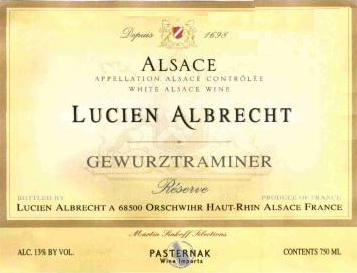 Depuis 1698
ALSACE
APPELLATION ALSACE CONTRÔLÉE
WHITE ALSACE WINE
LUCIEN ALBRECHT
GEWURZTRAMINER
Réserve
BOTTLED BY PRODUCE OF FRANCE
LUCIEN ALBRECHT A 68500 ORSCHWIHR HAUT-RHIN ALSACE FRANCE
Martin Sinkoff Selections
ALC. 13% BY VOL. PASTERNAK CONTENTS 750 ML
Wine Imports